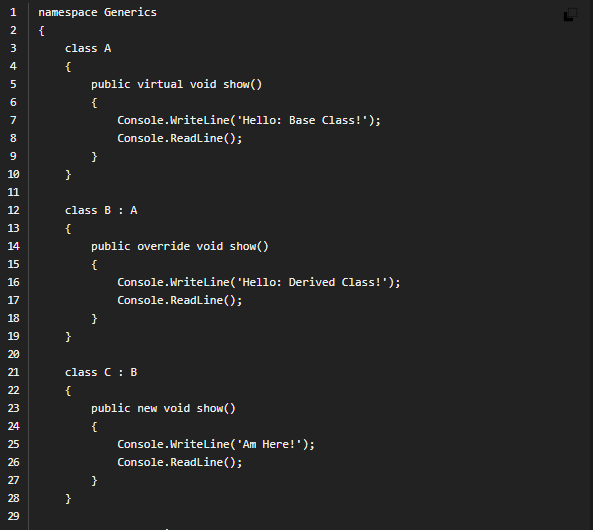 1 namespace Generics
2 {
3     class A
4     {
5         public virtual void show()
6         {
7             Console.WriteLine('Hello: Base Class!');
8             Console.ReadLine();
9         }
10     }
11
12     class B : A
13     {
14         public override void show()
15         {
16             Console.WriteLine('Hello: Derived Class!');
17             Console.ReadLine();
18         }
19     }
20
21     class C : B
22     {
23         public new void show()
24         {
25             Console.WriteLine('Am Here!');
26             Console.ReadLine();
27         }
28     }
29